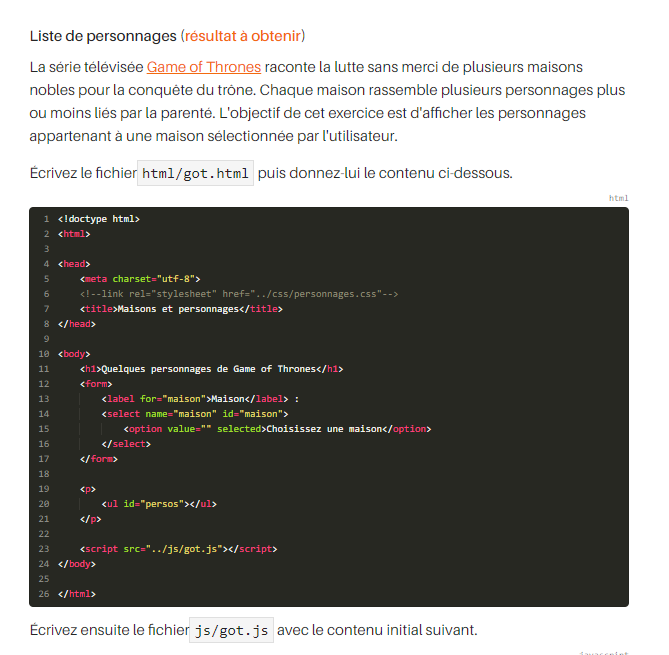 Liste de personnages (résultat à obtenir)
La série télévisée Game of Thrones raconte la lutte sans merci de plusieurs maisons
nobles pour la conquête du trône. Chaque maison rassemble plusieurs personnages plus
ou moins liés par la parenté. L'objectif de cet exercice est d'afficher les personnages
appartenant à une maison sélectionnée par l'utilisateur.
Écrivez le fichier html/got.html puis donnez-lui le contenu ci-dessous.
html
1 <!doctype html>
2 <html>
3
4 <head>
5     <meta charset="utf-8">
6     <!--link rel="stylesheet" href="../css/personnages.css"-->
7     <title>Maisons et personnages</title>
8 </head>
9
10 <body>
11     <h1>Quelques personnages de Game of Thrones</h1>
12     <form>
13         <label for="maison">Maison</label> :
14         <select name="maison" id="maison">
15             <option value="" selected>Choisissez une maison</option>
16         </select>
17     </form>
18
19     <p>
20         <ul id="persos"></ul>
21     </p>
22
23     <script src="../js/got.js"></script>
24 </body>
25
26 </html>
Écrivez ensuite le fichier js/got.js avec le contenu initial suivant.